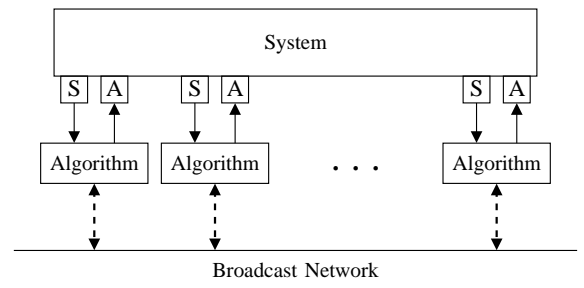 System
S A S A S A
Algorithm Algorithm . . . Algorithm
Broadcast Network